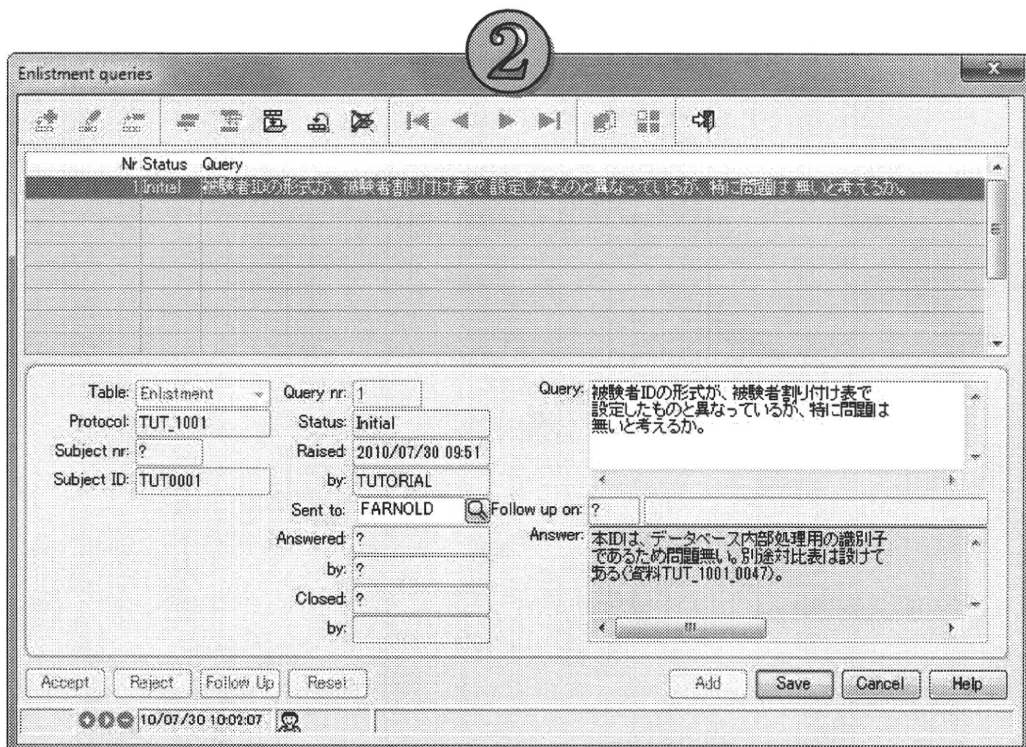 2
Enlistment queries
Nr Status Query
1 Initial 被験者IDの形式が、被験者割り付け表で 設定したものと異なっているが、特に問題は 無いと考えるか。
Table: Enlistment
Protocol: TUT_1001
Subject nr: ?
Subject ID: TUT0001
Query nr: 1
Status: Initial
Raised: 2010/07/30 09:51
by: TUTORIAL
Sent to: FARNOLD
Answered: ?
by: ?
Closed: ?
by:
Query: 被験者IDの形式が、被験者割り付け表で
設定したものと異なっているが、特に問題は
無いと考えるか。
Follow up on: ?
Answer: 本IDは、データベース内部処理用の識別子
であるため問題無い。別途対比表は設けて
ある(資料TUT_1001_0047)。
Accept Reject Follow Up Reset Add Save Cancel Help
10/07/30 10:02:07